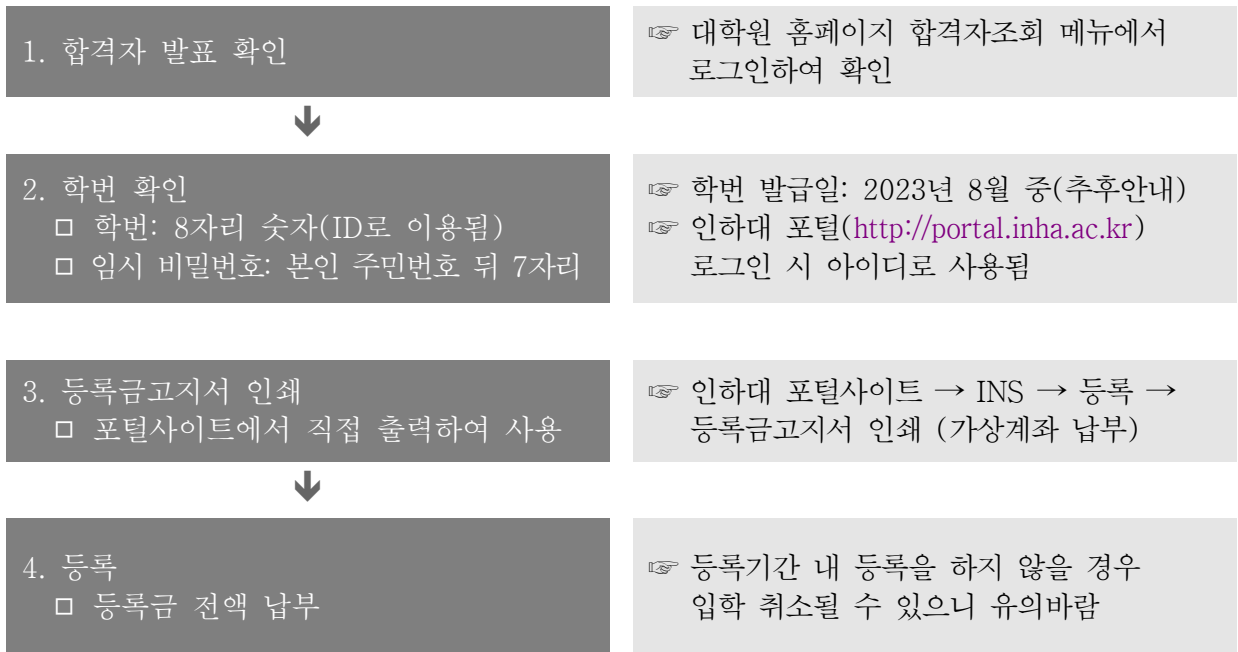 1. 합격자 발표 확인
☞ 대학원 홈페이지 합격자조회 메뉴에서
로그인하여 확인
2. 학번 확인
□ 학번: 8자리 숫자(ID로 이용됨)
□ 임시 비밀번호: 본인 주민번호 뒤 7자리
☞ 학번 발급일: 2023년 8월 중(추후안내)
☞ 인하대 포털(http://portal.inha.ac.kr)
로그인 시 아이디로 사용됨
3. 등록금고지서 인쇄
□ 포털사이트에서 직접 출력하여 사용
☞ 인하대 포털사이트 → INS → 등록 →
등록금고지서 인쇄 (가상계좌 납부)
4. 등록
□ 등록금 전액 납부
☞ 등록기간 내 등록을 하지 않을 경우
입학 취소될 수 있으니 유의바람